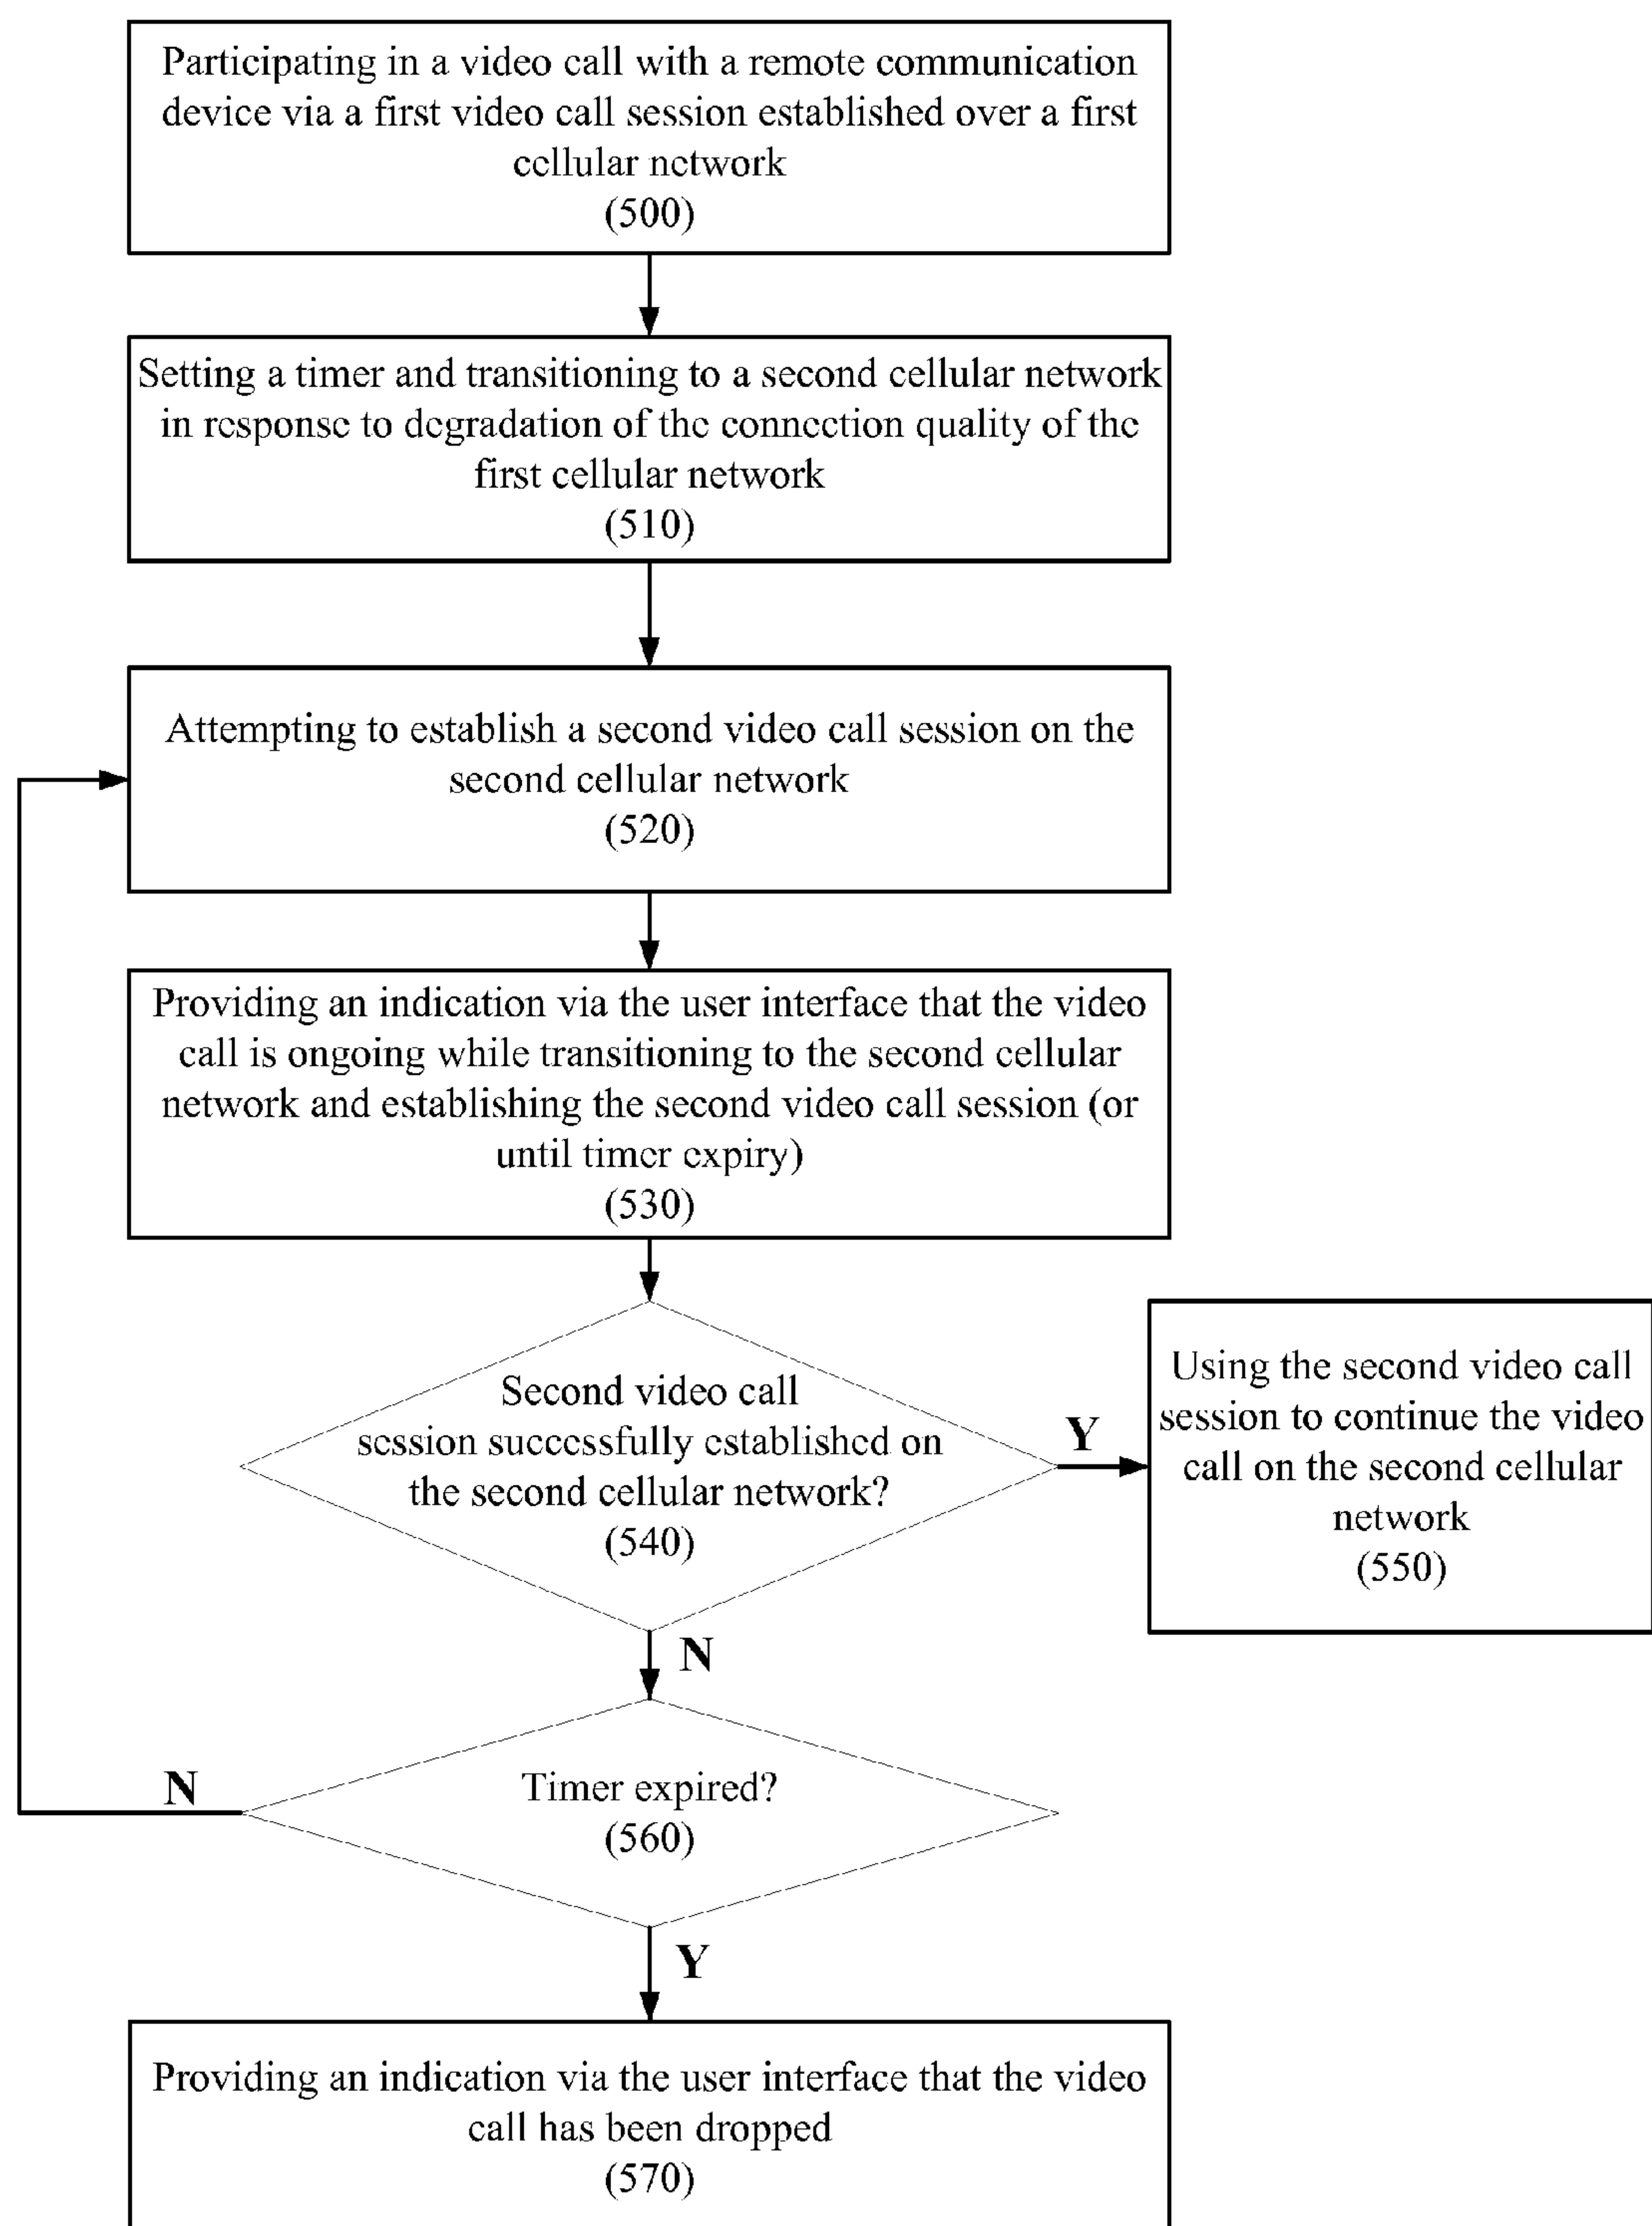 Participating in a video call with a remote communication
device via a first video call session established over a first
cellular network
(500)
Setting a timer and transitioning to a second cellular network
in response to degradation of the connection quality of the
first cellular network
(510)
Attempting to establish a second video call session on the
second cellular network
(520)
Providing an indication via the user interface that the video
call is ongoing while transitioning to the second cellular
network and establishing the second video call session (or
until timer expiry)
(530)
Second video call
session successfully established on
the second cellular network?
(540)
Y
Using the second video call
session to continue the video
call on the second cellular
network
(550)
N
Timer expired?
(560)
N
Y
Providing an indication via the user interface that the video
call has been dropped
(570)